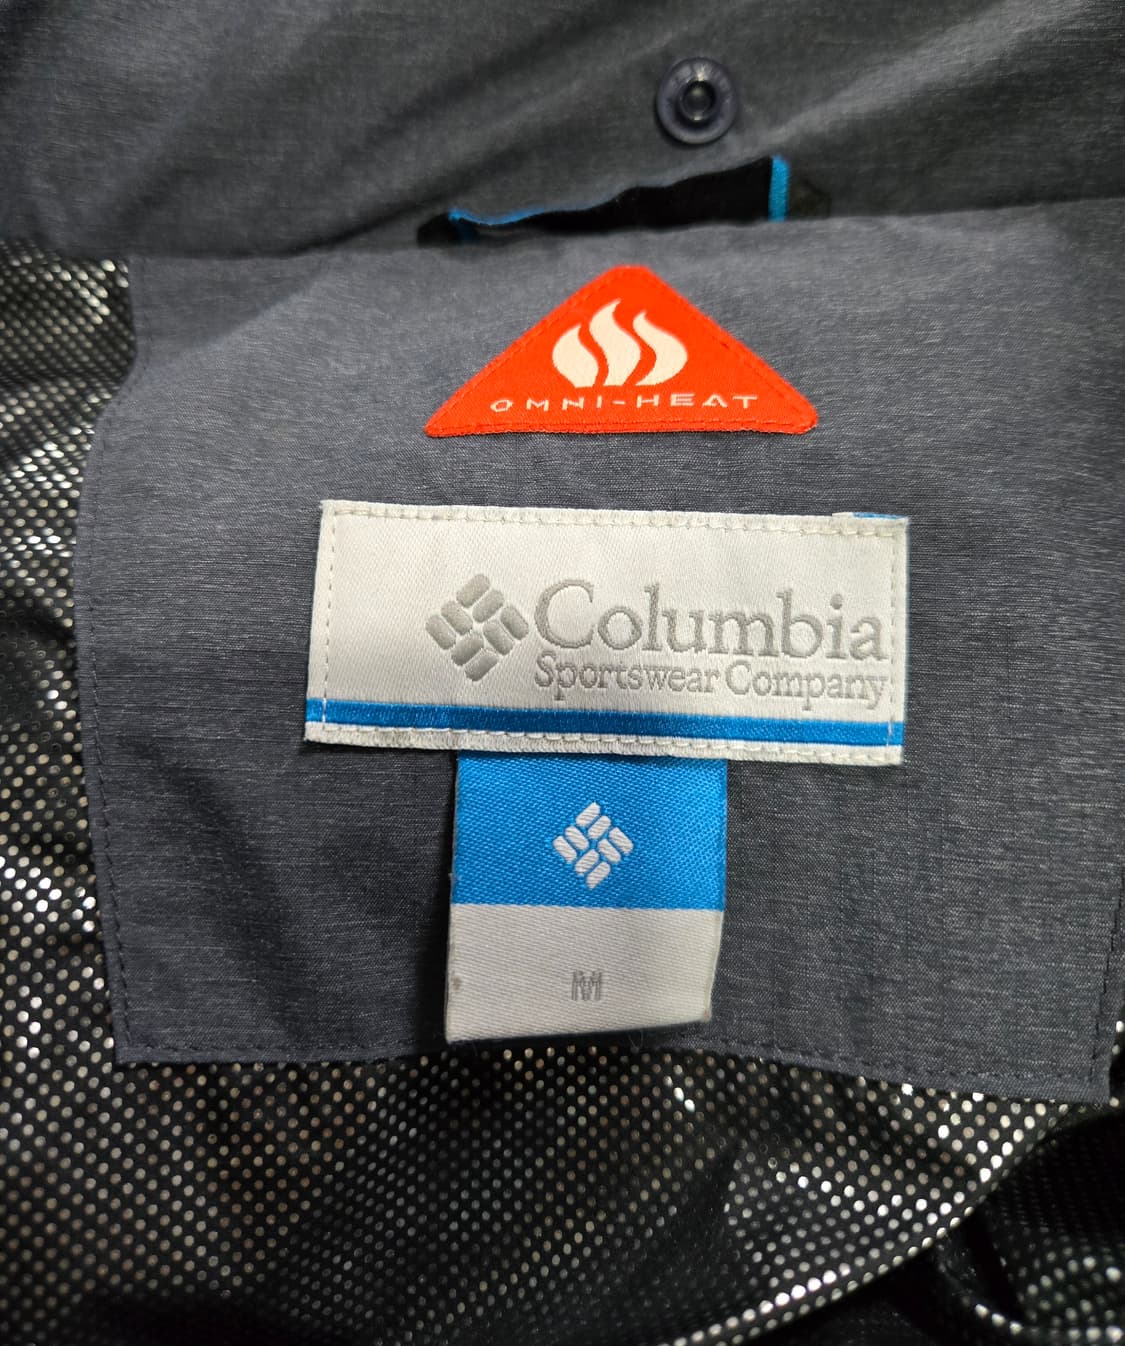 OMNI-HEAT
Columbia
Sportswear Company
M